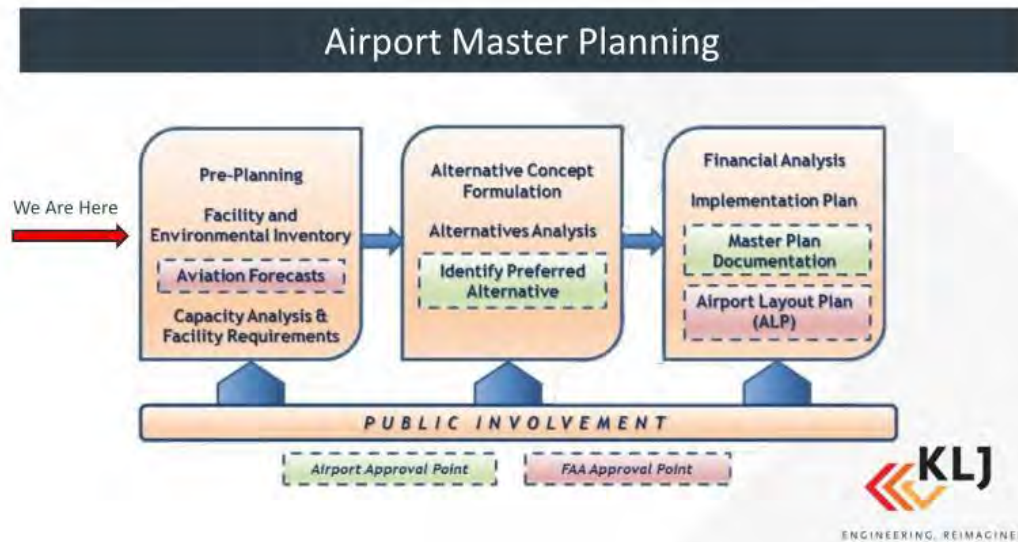 Airport Master Planning
We Are Here
Pre-Planning
Facility and
Environmental Inventory
Aviation Forecasts
Capacity Analysis &
Facility Requirements
Alternative Concept
Formulation
Alternatives Analysis
Identify Preferred
Alternative
Financial Analysis
Implementation Plan
Master Plan
Documentation
Airport Layout Plan
(ALP)
PUBLIC INVOLVEMENT
Airport Approval Point
FAA Approval Point
KLJ
ENGINEERING, REIMAGINE